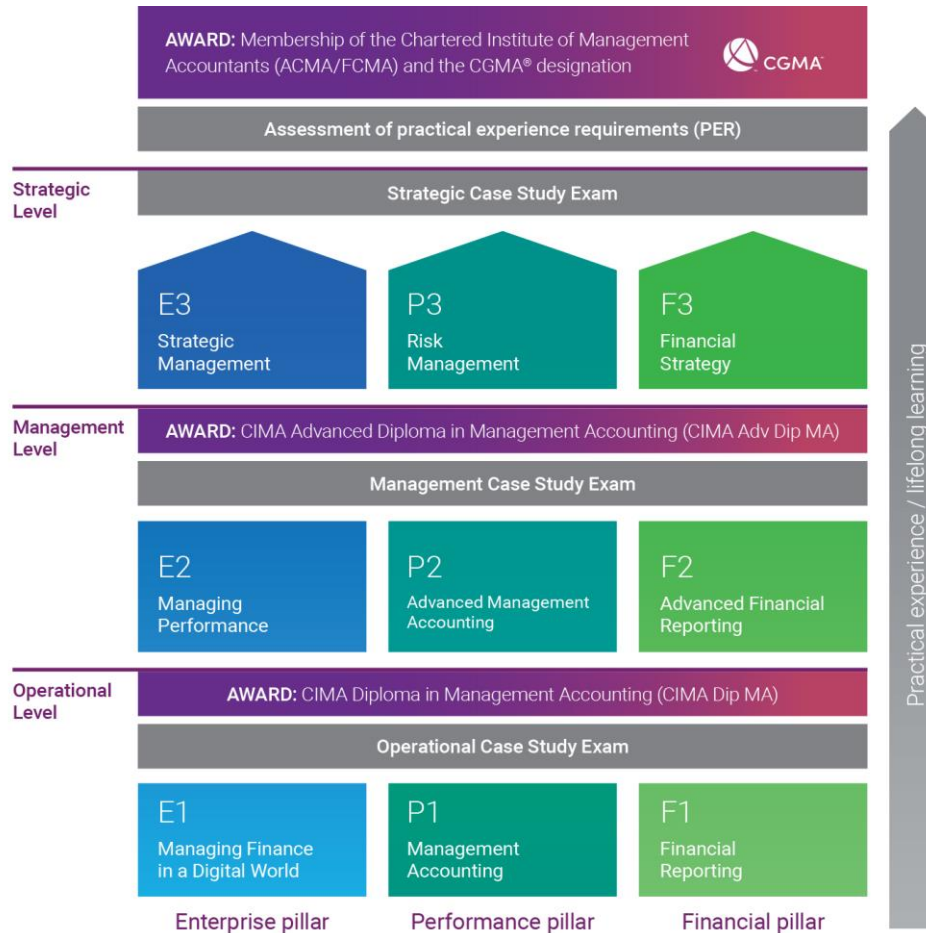 AWARD: Membership of the Chartered Institute of Management
Accountants (ACMA/FCMA) and the CGMA® designation
CGMA™
Assessment of practical experience requirements (PER)
Strategic
Level
Strategic Case Study Exam
E3
Strategic
Management
P3
Risk
Management
F3
Financial
Strategy
Management
Level
AWARD: CIMA Advanced Diploma in Management Accounting (CIMA Adv Dip MA)
Management Case Study Exam
E2
Managing
Performance
P2
Advanced Management
Accounting
F2
Advanced Financial
Reporting
Operational
Level
AWARD: CIMA Diploma in Management Accounting (CIMA Dip MA)
Operational Case Study Exam
E1
Managing Finance
in a Digital World
P1
Management
Accounting
F1
Financial
Reporting
Enterprise pillar
Performance pillar
Financial pillar
Practical experience / lifelong learning